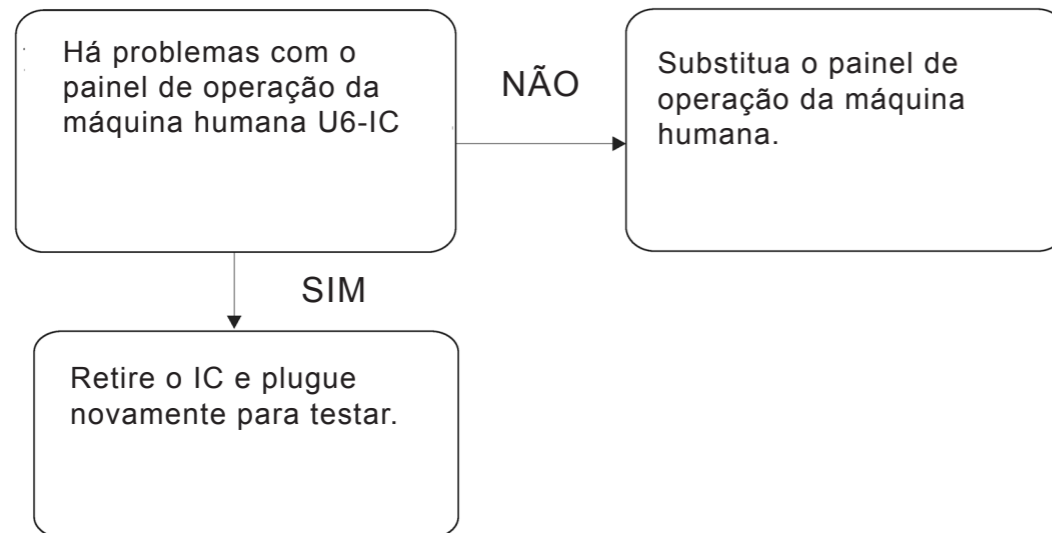 Há problemas com o
painel de operação da
máquina humana U6-IC
NÃO
Substitua o painel de
operação da máquina
humana.
SIM
Retire o IC e plugue
novamente para testar.